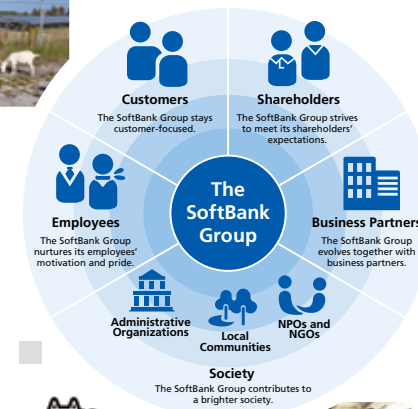 Customers
The SoftBank Group stays
customer-focused.
Shareholders
The SoftBank Group strives
to meet its shareholders'
expectations.
Employees
The SoftBank Group
nurtures its employees'
motivation and pride.
The
SoftBank
Group
Business Partners
The SoftBank Group
evolves together with
business partners.
Administrative
Organizations
Local
Communities
NPOs and
NGOs
Society
The SoftBank Group contributes to
a brighter society.